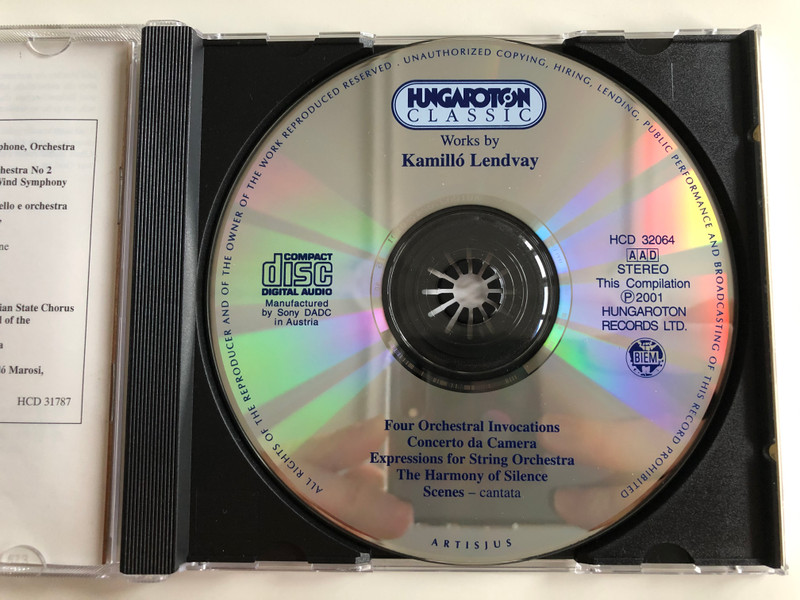 phone, Orchestra
hestra No 2
Wind Symphony
ello e orchestra
ian State Chorus
l of the
ó Marosi,
HCD 31787
ALL RIGHTS OF THE REPRODUCER AND OF THE OWNER OF THE WORK REPRODUCED RESERVED . UNAUTHORIZED COPYING, HIRING, LENDING, PUBLIC PERFORMANCE AND BROADCASTING OF THIS RECORD PROHIBITED
HUNGAROTON
CLASSIC
Works by
Kamilló Lendvay
COMPACT
disc
DIGITAL AUDIO
Manufactured
by Sony DADC
in Austria
HCD 32064
AAD
STEREO
This Compilation
Ⓟ2001
HUNGAROTON
RECORDS LTD.
BIEM
Four Orchestral Invocations
Concerto da Camera
Expressions for String Orchestra
The Harmony of Silence
Scenes – cantata
ARTISJUS